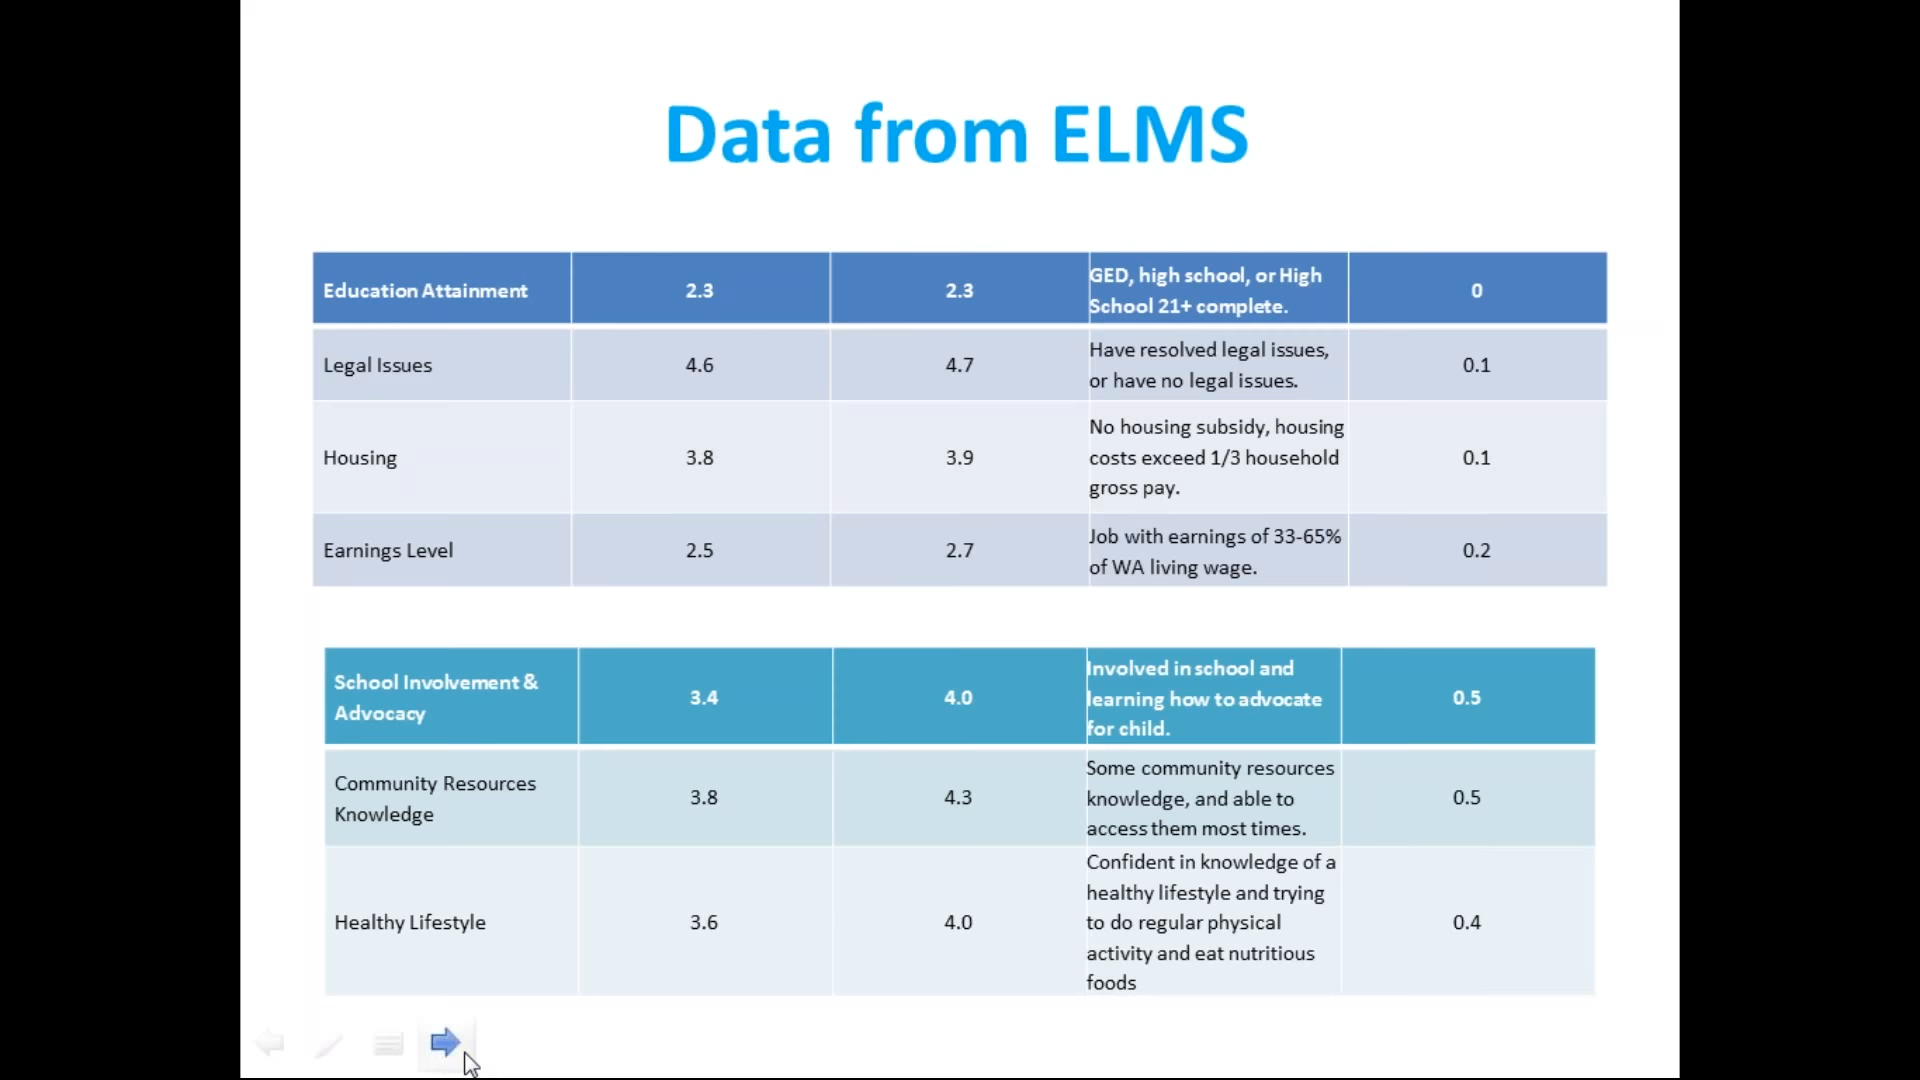 Data from ELMS
Education Attainment 2.3 2.3 GED, high school, or High School 21+ complete. 0
Legal Issues 4.6 4.7 Have resolved legal issues, or have no legal issues. 0.1
Housing 3.8 3.9 No housing subsidy, housing costs exceed 1/3 household gross pay. 0.1
Earnings Level 2.5 2.7 Job with earnings of 33-65% of WA living wage. 0.2
School Involvement & Advocacy 3.4 4.0 Involved in school and learning how to advocate for child. 0.5
Community Resources Knowledge 3.8 4.3 Some community resources knowledge, and able to access them most times. 0.5
Healthy Lifestyle 3.6 4.0 Confident in knowledge of a healthy lifestyle and trying to do regular physical activity and eat nutritious foods 0.4